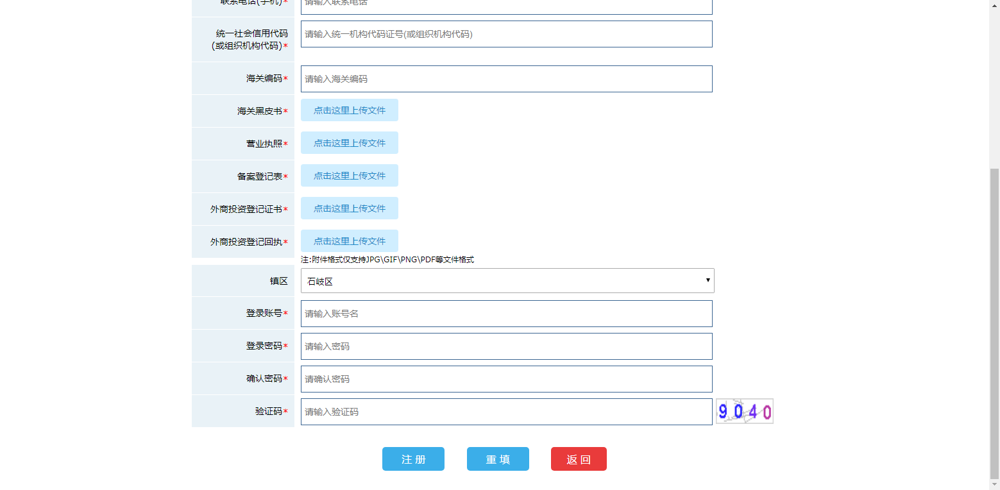 联系电话(手机)*
请输入联系电话
统一社会信用代码
(或组织机构代码)*
请输入统一机构代码证号(或组织机构代码)
海关编码*
请输入海关编码
海关黑皮书*
点击这里上传文件
营业执照*
点击这里上传文件
备案登记表*
点击这里上传文件
外商投资登记证书*
点击这里上传文件
外商投资登记回执*
点击这里上传文件
注:附件格式仅支持JPG\GIF\PNG\PDF等文件格式
镇区
石岐区
登录账号*
请输入账号名
登录密码*
请输入密码
确认密码*
请确认密码
验证码*
请输入验证码
9040
注 册
重 填
返 回